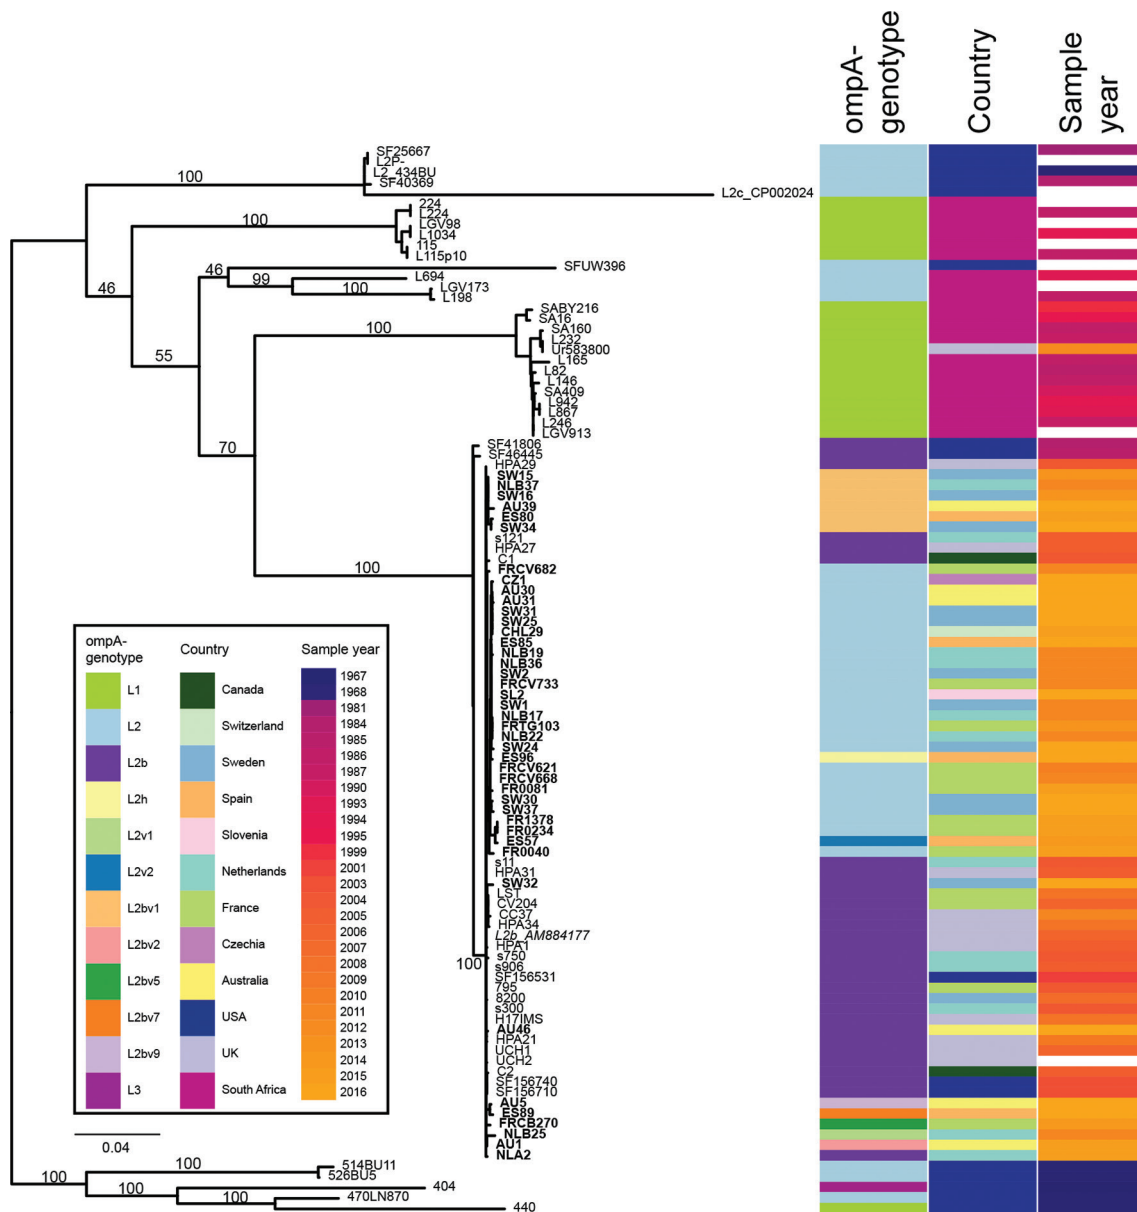 ompA-
genotype
Country
Sample
year
SF25667
L2P-
L2_434BU
SF40369
100
L2c_CP002024
224
L224
LGV98
L1034
115
L115p10
100
SFUW396
46
L694
99
LGV173
100
L198
46
SABY216
SA16
SA160
L232
Ur583800
L165
L82
L146
SA409
L942
L867
L246
LGV913
100
55
70
SF41806
SF46445
HPA29
SW15
NLB37
SW16
AU39
ES80
SW34
s121
HPA27
C1
FRCV682
100
CZ1
AU30
AU31
SW31
SW25
CHL29
ES85
NLB19
NLB36
SW2
FRCV733
SL2
SW1
NLB17
FRTG103
NLB22
SW24
ES96
FRCV621
FRCV668
FR0081
SW30
SW37
FR1378
FR0234
ES57
FR0040
s11
HPA31
SW32
LST
CV204
CC37
HPA34
L2b_AM884177
HPA1
s750
100
s906
SF156531
795
8200
s300
H17IMS
AU46
HPA21
UCH1
UCH2
C2
SF156740
SF156710
AU5
ES89
FRCB270
NLB25
AU1
NLA2
ompA-
genotype
L1
L2
L2b
L2h
L2v1
L2v2
L2bv1
L2bv2
L2bv5
L2bv7
L2bv9
L3
Country
Canada
Switzerland
Sweden
Spain
Slovenia
Netherlands
France
Czechia
Australia
USA
UK
South Africa
Sample year
1967
1968
1981
1984
1985
1986
1987
1990
1993
1994
1995
1999
2001
2003
2004
2005
2006
2007
2008
2009
2010
2011
2012
2013
2014
2015
2016
0.04
100
100
514BU11
526BU5
100
404
100
470LN870
440